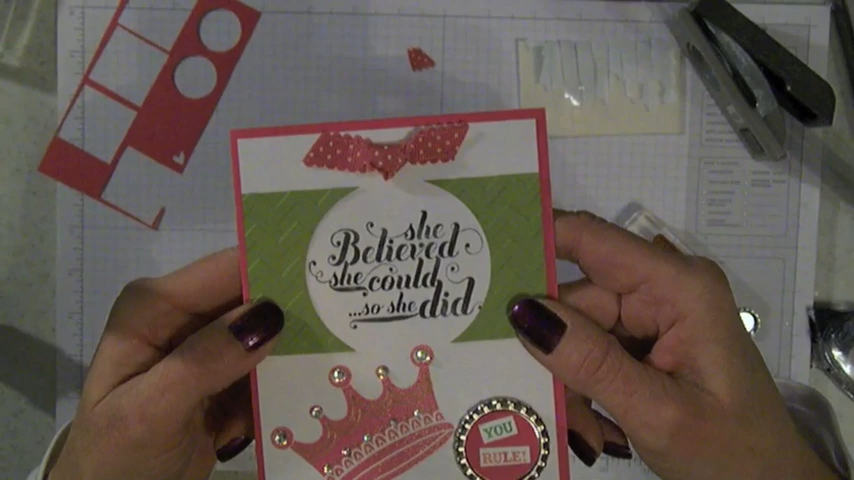 she
Believed
she could
...so she did
YOU
RULE!